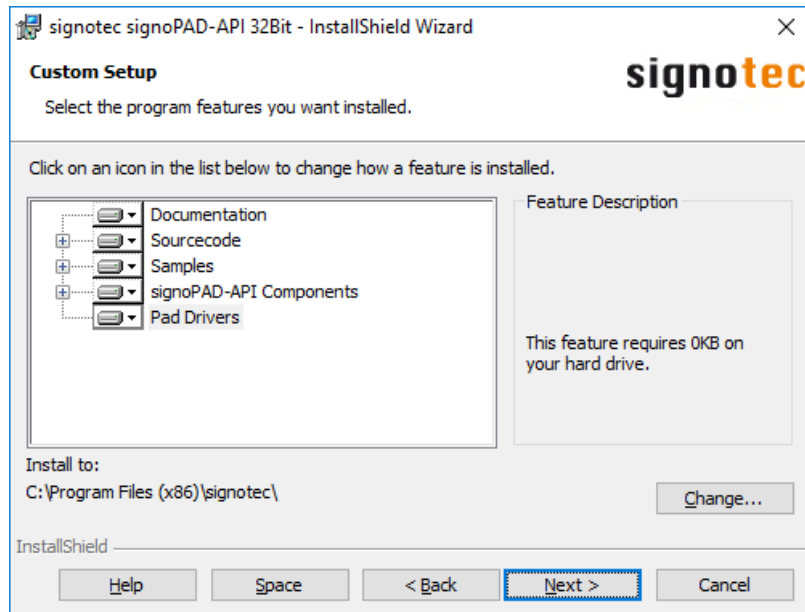 signotec signoPAD-API 32Bit - InstallShield Wizard
Custom Setup
signotec
Select the program features you want installed.
Click on an icon in the list below to change how a feature is installed.
Documentation
Sourcecode
Samples
signoPAD-API Components
Pad Drivers
Feature Description
This feature requires 0KB on
your hard drive.
Install to:
C:\Program Files (x86)\signotec\
Change...
InstallShield
Help
Space
< Back
Next >
Cancel